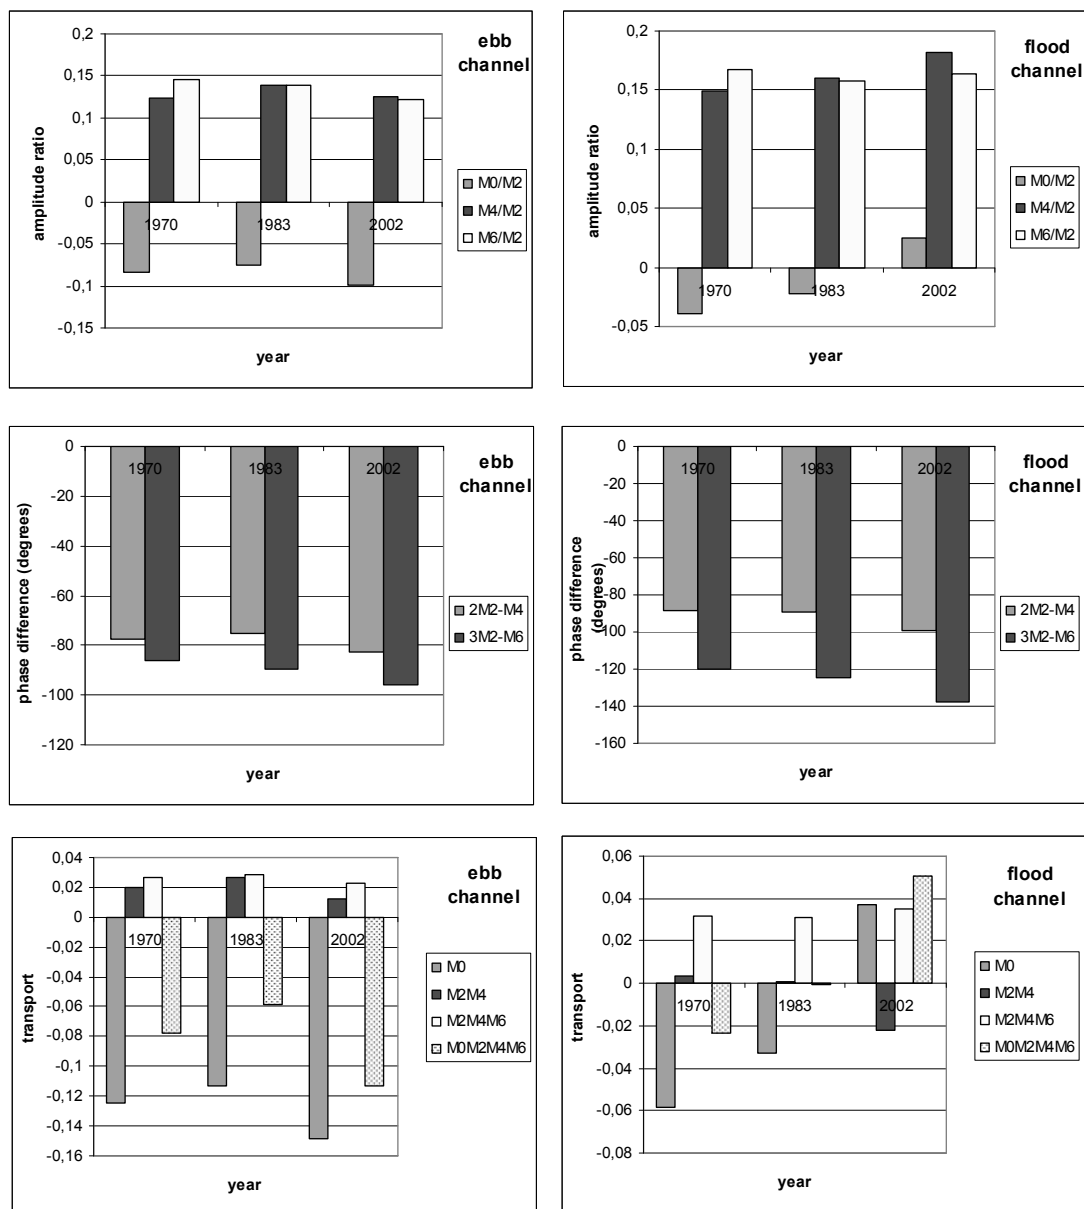 0,2
0,15
0,1
0,05
0
-0,05
-0,1
-0,15
amplitude ratio
1970
1983
2002
year
ebb
channel
M0/M2
M4/M2
M6/M2
0,2
0,15
0,1
0,05
0
-0,05
amplitude ratio
1970
1983
2002
year
flood
channel
M0/M2
M4/M2
M6/M2
0
-20
-40
-60
-80
-100
-120
phase difference (degrees)
1970
1983
2002
year
ebb
channel
2M2-M4
3M2-M6
0
-20
-40
-60
-80
-100
-120
-140
-160
phase difference
(degrees)
1970
1983
2002
year
flood
channel
2M2-M4
3M2-M6
0,04
0,02
0
-0,02
-0,04
-0,06
-0,08
-0,1
-0,12
-0,14
-0,16
transport
1970
1983
2002
year
ebb
channel
M0
M2M4
M2M4M6
M0M2M4M6
0,06
0,04
0,02
0
-0,02
-0,04
-0,06
-0,08
transport
1970
1983
2002
year
flood
channel
M0
M2M4
M2M4M6
M0M2M4M6